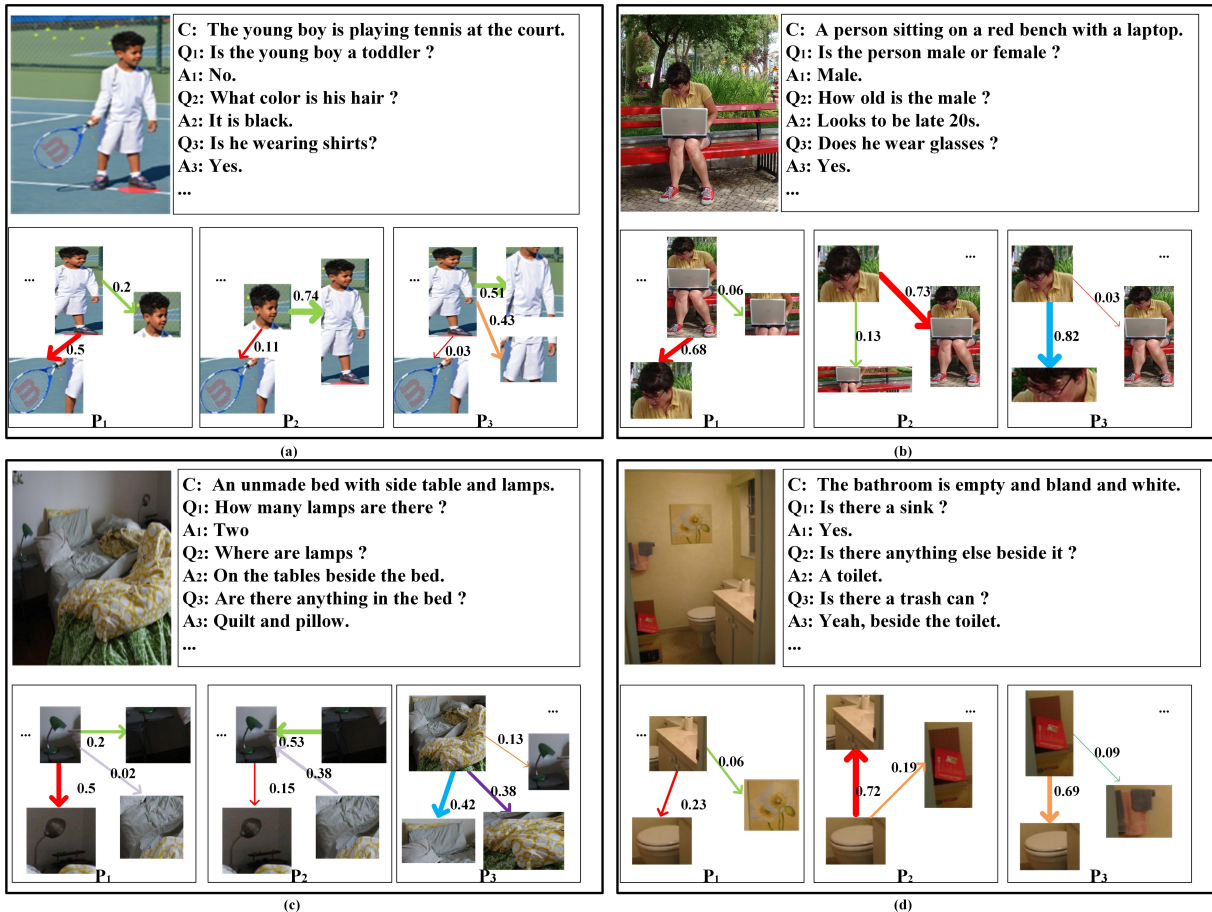 C: The young boy is playing tennis at the court.
Q1: Is the young boy a toddler ?
A1: No.
Q2: What color is his hair ?
A2: It is black.
Q3: Is he wearing shirts?
A3: Yes.
...
...
0.2
0.5
P1
...
0.74
0.11
P2
...
0.51
0.43
0.03
P3
(a)
C: A person sitting on a red bench with a laptop.
Q1: Is the person male or female ?
A1: Male.
Q2: How old is the male ?
A2: Looks to be late 20s.
Q3: Does he wear glasses ?
A3: Yes.
...
...
0.06
0.68
P1
...
0.73
0.13
P2
...
0.03
0.82
P3
(b)
C: An unmade bed with side table and lamps.
Q1: How many lamps are there ?
A1: Two
Q2: Where are lamps ?
A2: On the tables beside the bed.
Q3: Are there anything in the bed ?
A3: Quilt and pillow.
...
...
0.2
0.02
0.5
P1
...
0.53
0.38
0.15
P2
...
0.13
0.42
0.38
P3
(c)
C: The bathroom is empty and bland and white.
Q1: Is there a sink ?
A1: Yes.
Q2: Is there anything else beside it ?
A2: A toilet.
Q3: Is there a trash can ?
A3: Yeah, beside the toilet.
...
...
0.06
0.23
P1
...
0.19
0.72
P2
...
0.09
0.69
P3
(d)